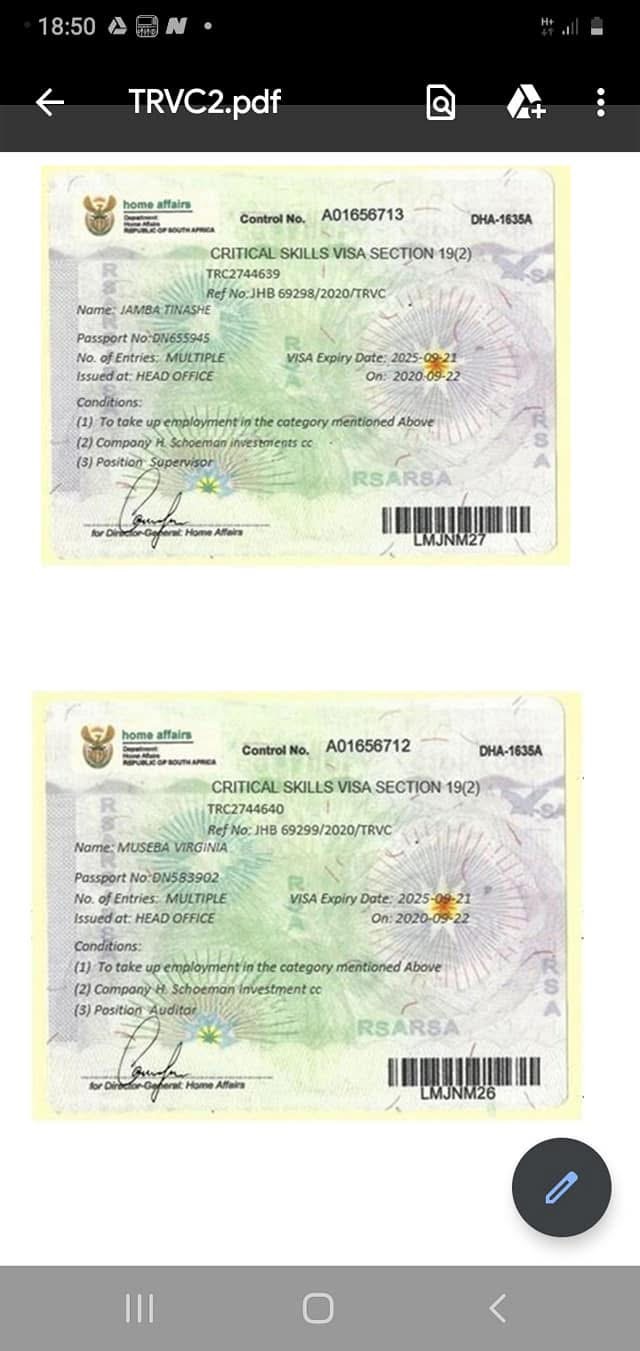 18:50
H+
TRVC2.pdf
home affairs
Department:
Home Affairs
REPUBLIC OF SOUTH AFRICA
Control No. A01656713
DHA-1635A
CRITICAL SKILLS VISA SECTION 19(2)
TRC2744639
Ref No:JHB 69298/2020/TRVC
Name: JAMBA TINASHE
Passport No:DN655945
No. of Entries: MULTIPLE
VISA Expiry Date: 2025-09-21
Issued at: HEAD OFFICE
On: 2020-09-22
Conditions:
(1) To take up employment in the category mentioned Above
(2) Company H. Schoeman investments cc
(3) Position Supervisor
RSARSA
for Director-General: Home Affairs
LMJNM27
home affairs
Department:
Home Affairs
REPUBLIC OF SOUTH AFRICA
Control No. A01656712
DHA-1635A
CRITICAL SKILLS VISA SECTION 19(2)
TRC2744640
Ref No: JHB 69299/2020/TRVC
Name: MUSEBA VIRGINIA
Passport No:DN583902
No. of Entries: MULTIPLE
VISA Expiry Date: 2025-09-21
Issued at: HEAD OFFICE
On: 2020-09-22
Conditions:
(1) To take up employment in the category mentioned Above
(2) Company H. Schoeman Investment cc
(3) Position Auditor
RSARSA
for Director-General: Home Affairs
LMJNM26